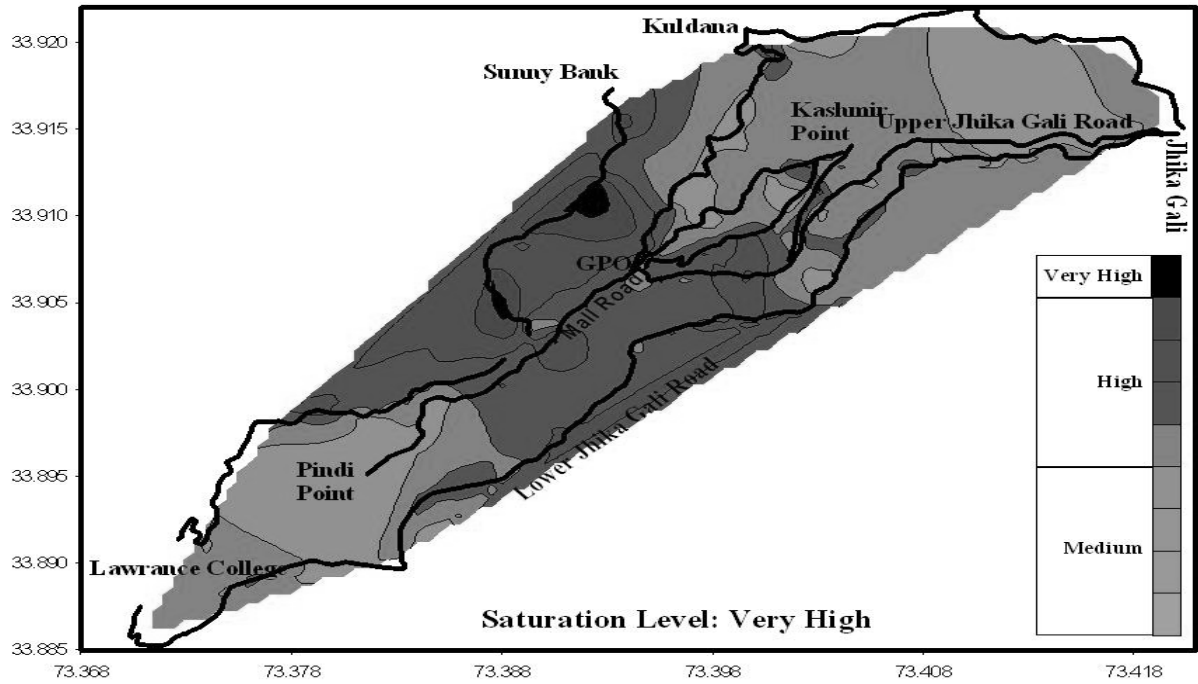 33.920
33.915
33.910
33.905
33.900
33.895
33.890
33.885
73.368
73.378
73.388
73.398
73.408
73.418
Kuldana
Sunny Bank
Kashmir
Point
Upper Jhika Gali Road
Jhika Gali
GPO
Mall Road
Lower Jhika Gali Road
Pindi
Point
Lawrance College
Saturation Level: Very High
Very High
High
Medium